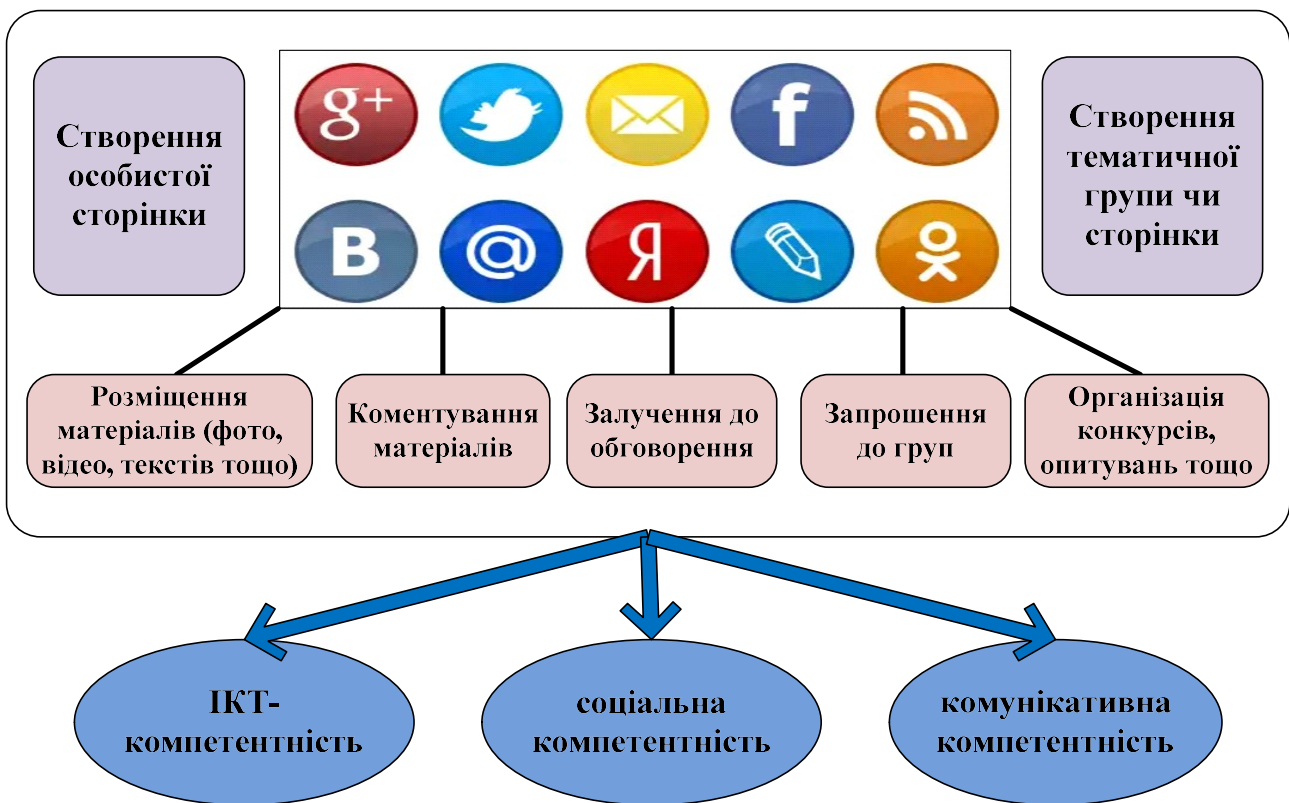 Створення
особистої
сторінки
g+
f
B
@
Я
Створення
тематичної
групи чи
сторінки
Розміщення
матеріалів (фото,
відео, текстів тощо)
Коментування
матеріалів
Залучення до
обговорення
Запрошення
до груп
Організація
конкурсів,
опитувань тощо
ІКТ-
компетентність
соціальна
компетентність
комунікативна
компетентність